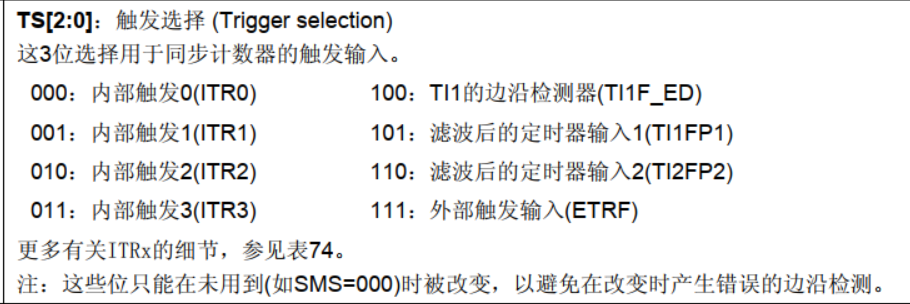 TS[2:0]：触发选择 (Trigger selection)
这3位选择用于同步计数器的触发输入。
000：内部触发0(ITR0) 100：TI1的边沿检测器(TI1F_ED)
001：内部触发1(ITR1) 101：滤波后的定时器输入1(TI1FP1)
010：内部触发2(ITR2) 110：滤波后的定时器输入2(TI2FP2)
011：内部触发3(ITR3) 111：外部触发输入(ETRF)
更多有关ITRx的细节，参见表74。
注：这些位只能在未用到(如SMS=000)时被改变，以避免在改变时产生错误的边沿检测。